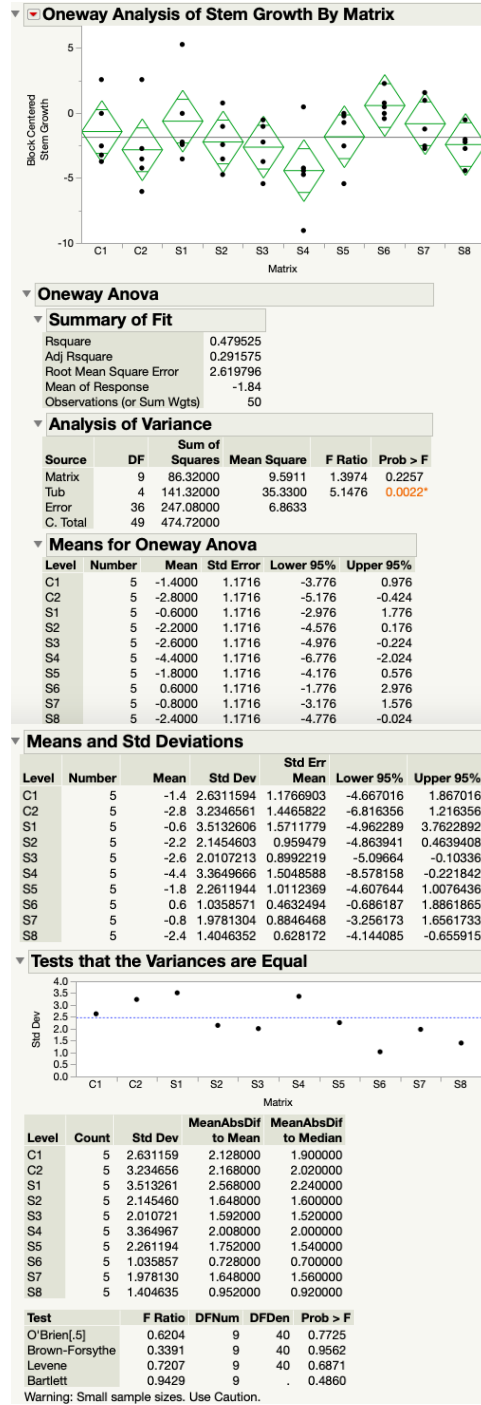 Oneway Analysis of Stem Growth By Matrix
Block Centered
Stem Growth
5
0
-5
-10
C1 C2 S1 S2 S3 S4 S5 S6 S7 S8
Matrix
Oneway Anova
Summary of Fit
Rsquare 0.479525
Adj Rsquare 0.291575
Root Mean Square Error 2.619796
Mean of Response -1.84
Observations (or Sum Wgts) 50
Analysis of Variance
Sum of
Source DF Squares Mean Square F Ratio Prob > F
Matrix 9 86.32000 9.5911 1.3974 0.2257
Tub 4 141.32000 35.3300 5.1476 0.0022*
Error 36 247.08000 6.8633
C. Total 49 474.72000
Means for Oneway Anova
Level Number Mean Std Error Lower 95% Upper 95%
C1 5 -1.4000 1.1716 -3.776 0.976
C2 5 -2.8000 1.1716 -5.176 -0.424
S1 5 -0.6000 1.1716 -2.976 1.776
S2 5 -2.2000 1.1716 -4.576 0.176
S3 5 -2.6000 1.1716 -4.976 -0.224
S4 5 -4.4000 1.1716 -6.776 -2.024
S5 5 -1.8000 1.1716 -4.176 0.576
S6 5 0.6000 1.1716 -1.776 2.976
S7 5 -0.8000 1.1716 -3.176 1.576
S8 5 -2.4000 1.1716 -4.776 -0.024
Means and Std Deviations
Std Err
Level Number Mean Std Dev Mean Lower 95% Upper 95%
C1 5 -1.4 2.6311594 1.1766903 -4.667016 1.867016
C2 5 -2.8 3.2346561 1.4465822 -6.816356 1.216356
S1 5 -0.6 3.5132606 1.5711779 -4.962289 3.7622892
S2 5 -2.2 2.1454603 0.959479 -4.863941 0.4639408
S3 5 -2.6 2.0107213 0.8992219 -5.09664 -0.10336
S4 5 -4.4 3.3649666 1.5048588 -8.578158 -0.221842
S5 5 -1.8 2.2611944 1.0112369 -4.607644 1.0076436
S6 5 0.6 1.0358571 0.4632494 -0.686187 1.8861865
S7 5 -0.8 1.9781304 0.8846468 -3.256173 1.6561733
S8 5 -2.4 1.4046352 0.628172 -4.144085 -0.655915
Tests that the Variances are Equal
Std Dev
4.0
3.5
3.0
2.5
2.0
1.5
1.0
0.5
0.0
C1 C2 S1 S2 S3 S4 S5 S6 S7 S8
Matrix
MeanAbsDif MeanAbsDif
Level Count Std Dev to Mean to Median
C1 5 2.631159 2.128000 1.900000
C2 5 3.234656 2.168000 2.020000
S1 5 3.513261 2.568000 2.240000
S2 5 2.145460 1.648000 1.600000
S3 5 2.010721 1.592000 1.520000
S4 5 3.364967 2.008000 2.000000
S5 5 2.261194 1.752000 1.540000
S6 5 1.035857 0.728000 0.700000
S7 5 1.978130 1.648000 1.560000
S8 5 1.404635 0.952000 0.920000
Test F Ratio DFNum DFDen Prob > F
O'Brien[.5] 0.6204 9 40 0.7725
Brown-Forsythe 0.3391 9 40 0.9562
Levene 0.7207 9 40 0.6871
Bartlett 0.9429 9 . 0.4860
Warning: Small sample sizes. Use Caution.